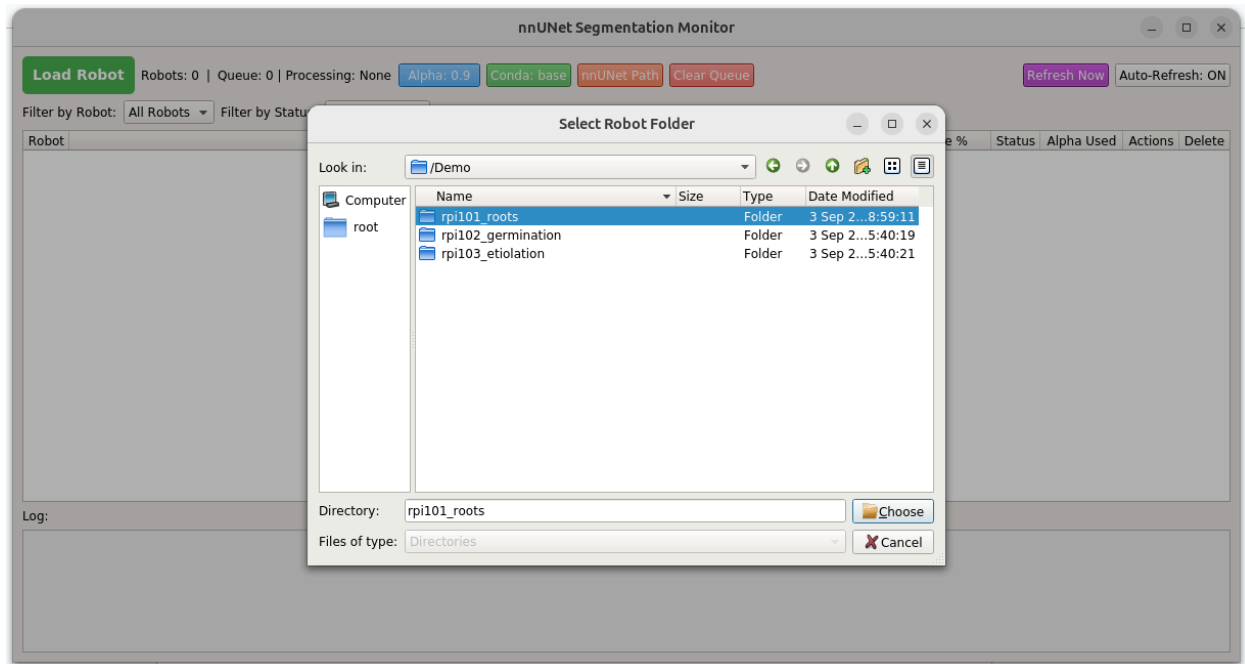 nnUNet Segmentation Monitor
Load Robot Robots: 0 | Queue: 0 | Processing: None Alpha: 0.9 Conda: base nnUNet Path Clear Queue Refresh Now Auto-Refresh: ON
Filter by Robot: All Robots Filter by Statu
Robot e % Status Alpha Used Actions Delete
Select Robot Folder
Look in: /Demo
Computer
root
Name Size Type Date Modified
rpi101_roots Folder 3 Sep 2...8:59:11
rpi102_germination Folder 3 Sep 2...5:40:19
rpi103_etiolation Folder 3 Sep 2...5:40:21
Directory: rpi101_roots Choose
Files of type: Directories Cancel
Log: